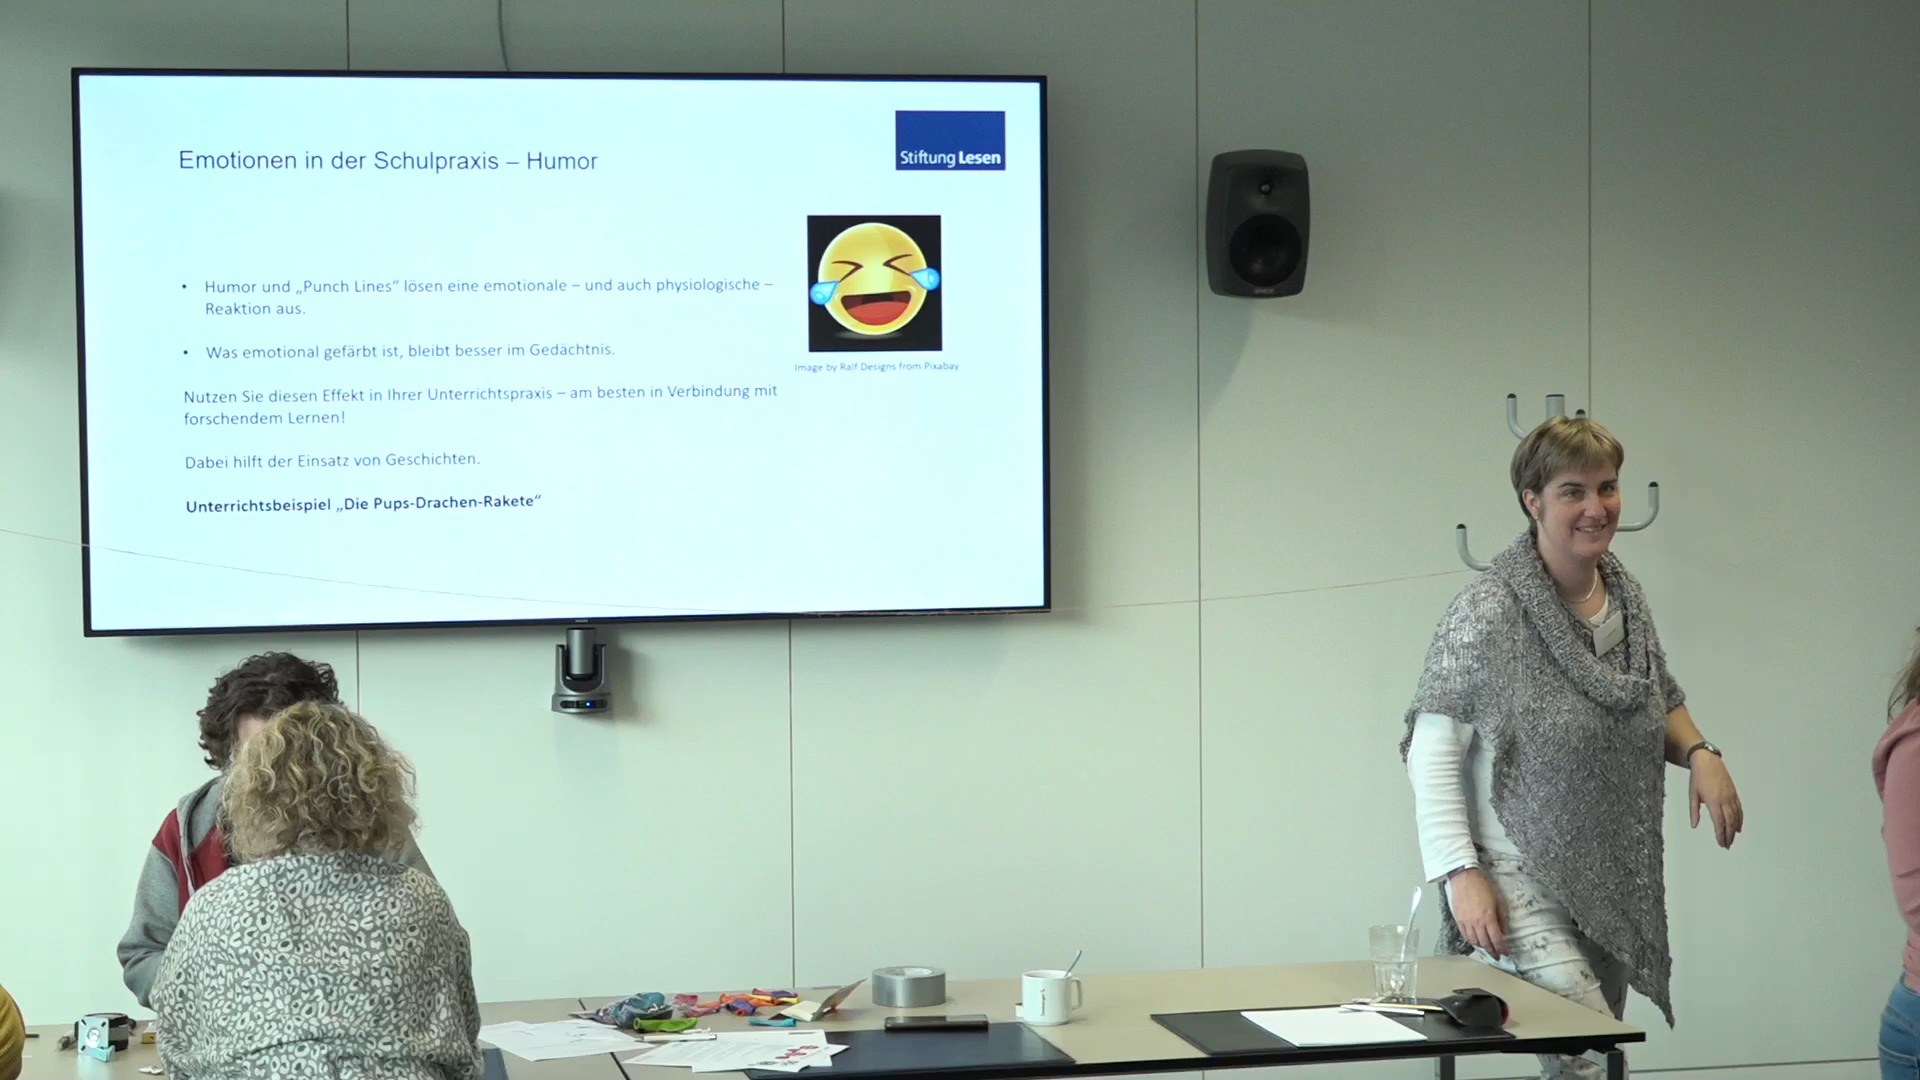 Emotionen in der Schulpraxis – Humor
Stiftung Lesen
• Humor und „Punch Lines“ lösen eine emotionale – und auch physiologische –
Reaktion aus.
• Was emotional gefärbt ist, bleibt besser im Gedächtnis.
Image by Ralf Designs from Pixabay
Nutzen Sie diesen Effekt in Ihrer Unterrichtspraxis – am besten in Verbindung mit
forschendem Lernen!
Dabei hilft der Einsatz von Geschichten.
Unterrichtsbeispiel „Die Pups-Drachen-Rakete“